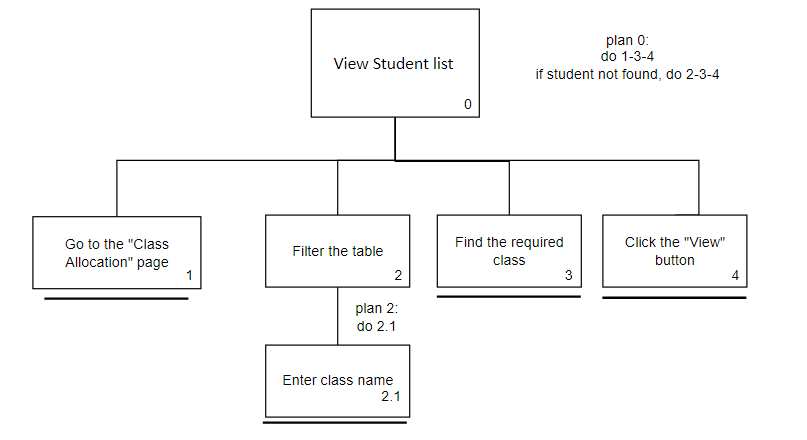 View Student list
0
plan 0:
do 1-3-4
if student not found, do 2-3-4
Go to the "Class
Allocation" page
1
Filter the table
2
Find the required
class
3
Click the "View"
button
4
plan 2:
do 2.1
Enter class name
2.1